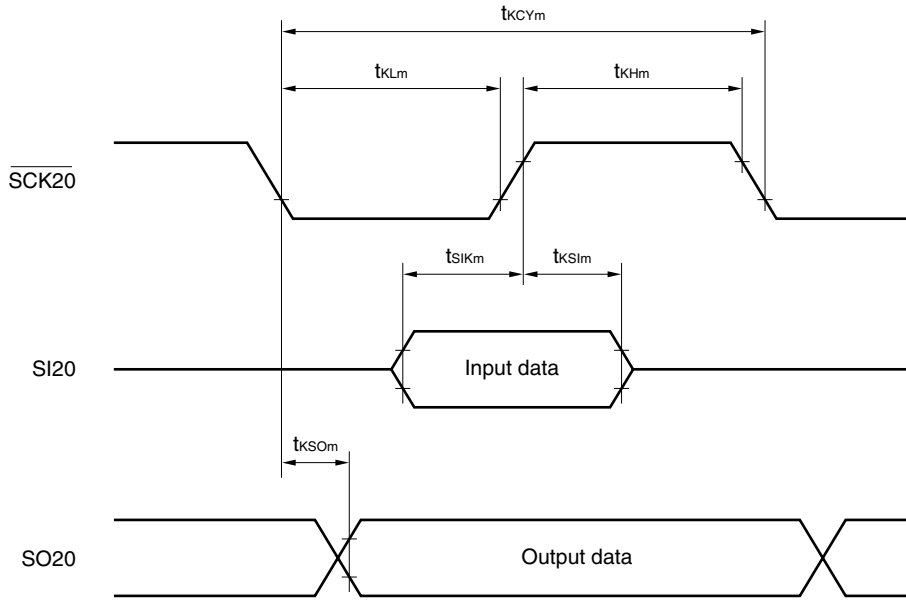 tKCYm
tKLm
tKHm
SCK20
tSIKm
tKSIm
SI20
Input data
tKSOm
SO20
Output data